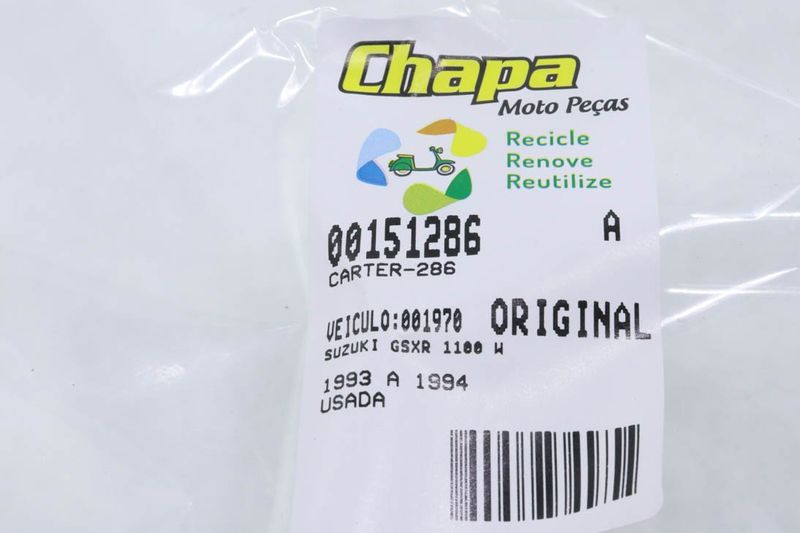 Chapa
Moto Peças
Recicle
Renove
Reutilize
00151286 A
CARTER-286
VEICULO:001970 ORIGINAL
SUZUKI GSXR 1100 W
1993 A 1994
USADA